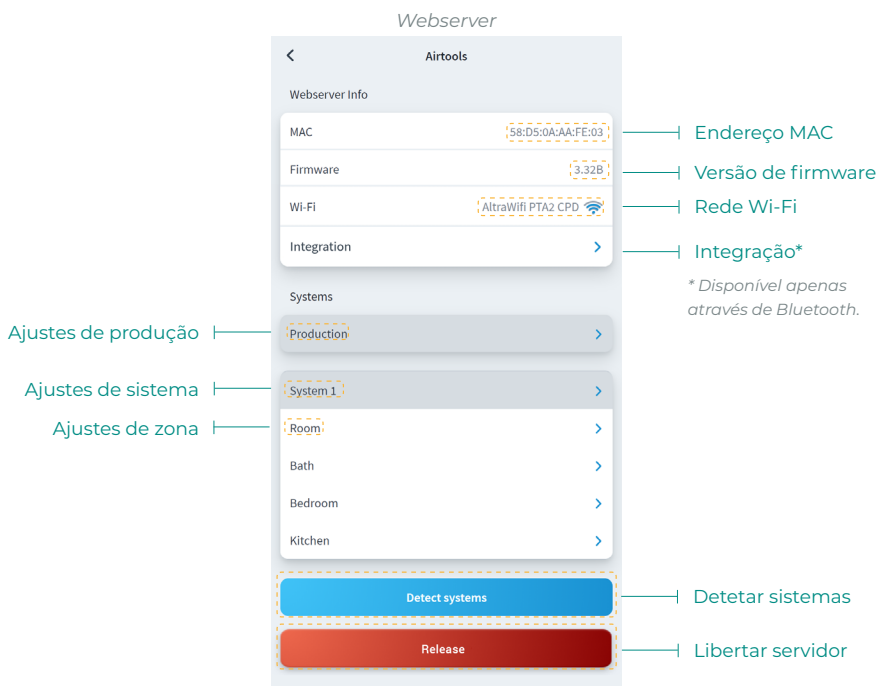 Webserver
Airtools
Webserver Info
MAC 58:D5:0A:AA:FE:03 Endereço MAC
Firmware 3.32B Versão de firmware
Wi-Fi AltraWifi PTA2 CPD Rede Wi-Fi
Integration Integração*
* Disponível apenas
através de Bluetooth.
Systems
Ajustes de produção Production
Ajustes de sistema System 1
Ajustes de zona Room
Bath
Bedroom
Kitchen
Detect systems Detetar sistemas
Release Libertar servidor